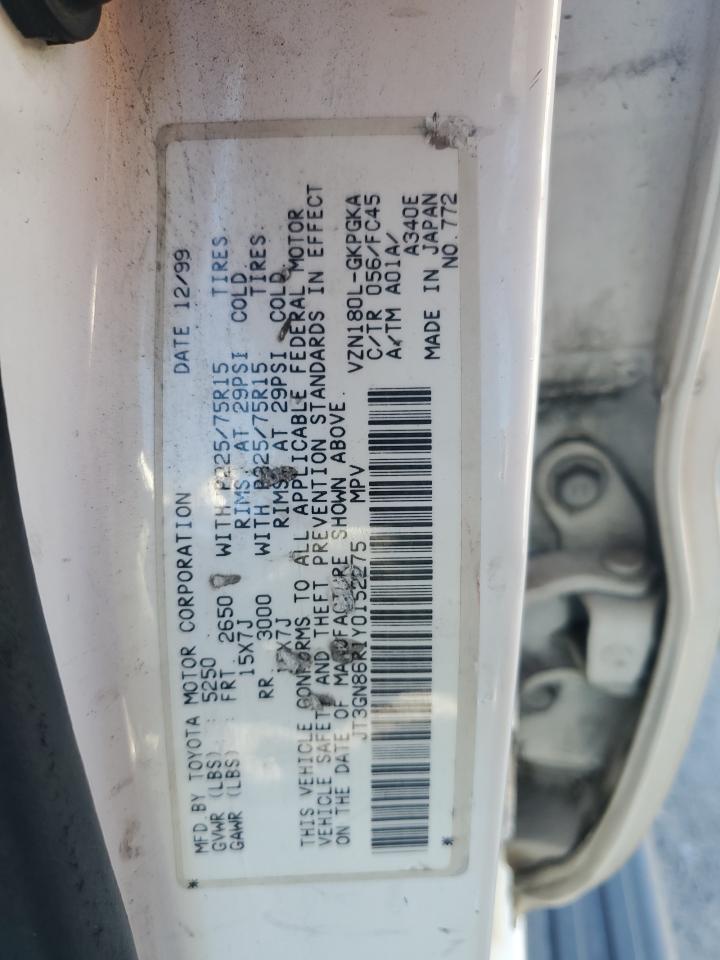 MFD. BY TOYOTA MOTOR CORPORATION DATE 12/99
GVWR (LBS): 5250
GAWR (LBS): FRT 2650 WITH P225/75R15 TIRES,
15X7J RIMS, AT 29PSI COLD.
RR 3000 WITH P225/75R15 TIRES,
15X7J RIMS, AT 29PSI COLD.
THIS VEHICLE CONFORMS TO ALL APPLICABLE FEDERAL MOTOR
VEHICLE SAFETY AND THEFT PREVENTION STANDARDS IN EFFECT
ON THE DATE OF MANUFACTURE SHOWN ABOVE.
JT3GN86R1Y0152275 MPV VZN180L-GKPGKA
C/TR 056/FC45
A/TM A01A/
A340E
MADE IN JAPAN
* * NO.772